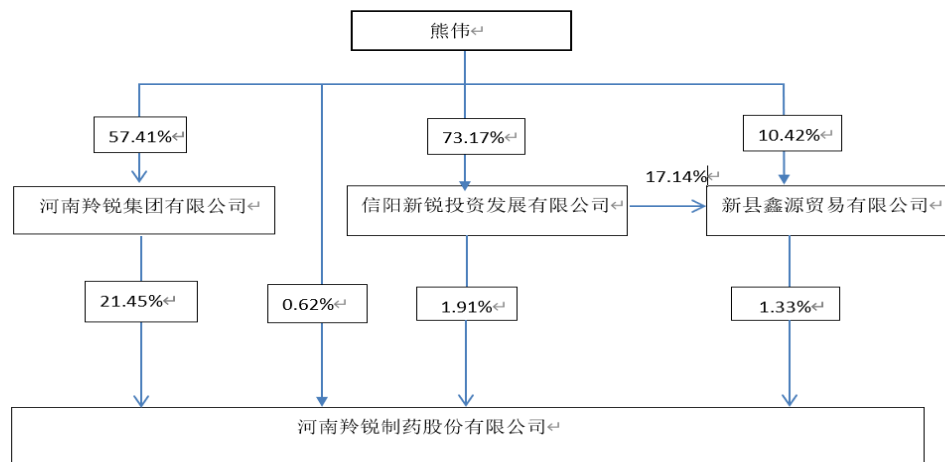 熊伟
57.41%
73.17%
10.42%
17.14%
河南羚锐集团有限公司
信阳新锐投资发展有限公司
新县鑫源贸易有限公司
21.45%
0.62%
1.91%
1.33%
河南羚锐制药股份有限公司